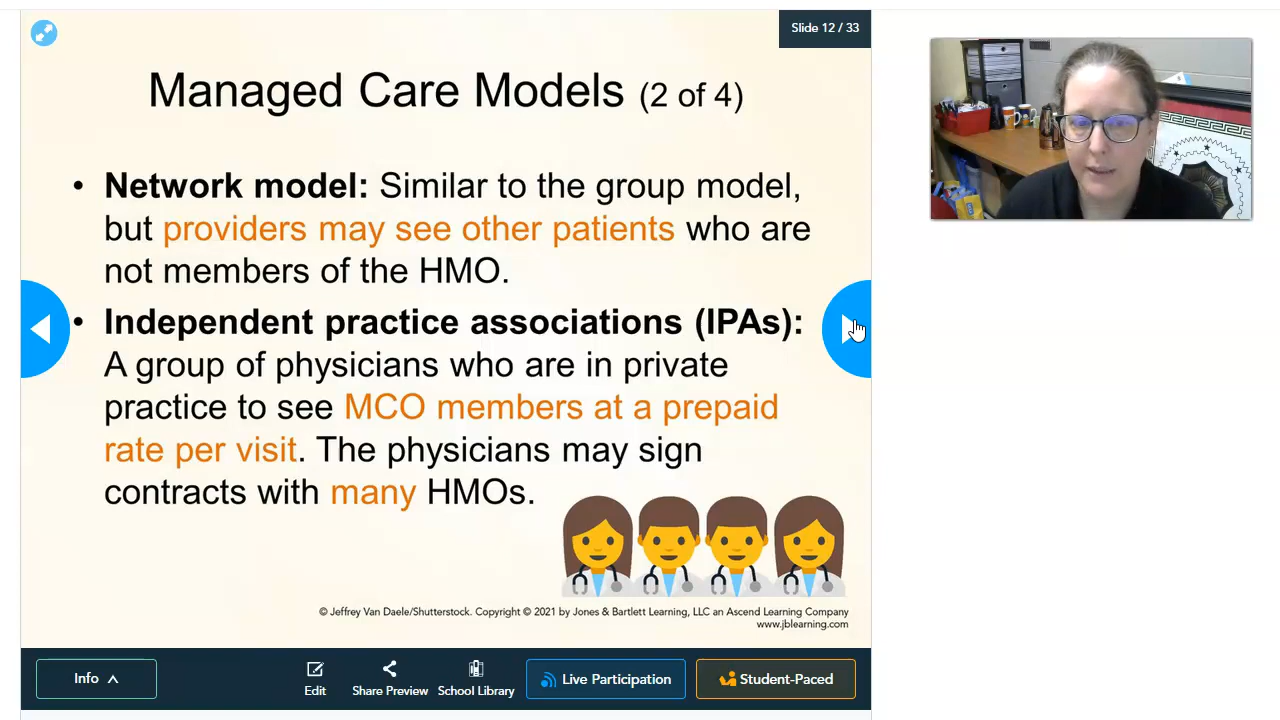 Slide 12 / 33
Managed Care Models (2 of 4)
• Network model: Similar to the group model,
but providers may see other patients who are
not members of the HMO.
• Independent practice associations (IPAs):
A group of physicians who are in private
practice to see MCO members at a prepaid
rate per visit. The physicians may sign
contracts with many HMOs.
© Jeffrey Van Daele/Shutterstock. Copyright © 2021 by Jones & Bartlett Learning, LLC an Ascend Learning Company
www.jblearning.com
Info
Edit
Share Preview
School Library
Live Participation
Student-Paced